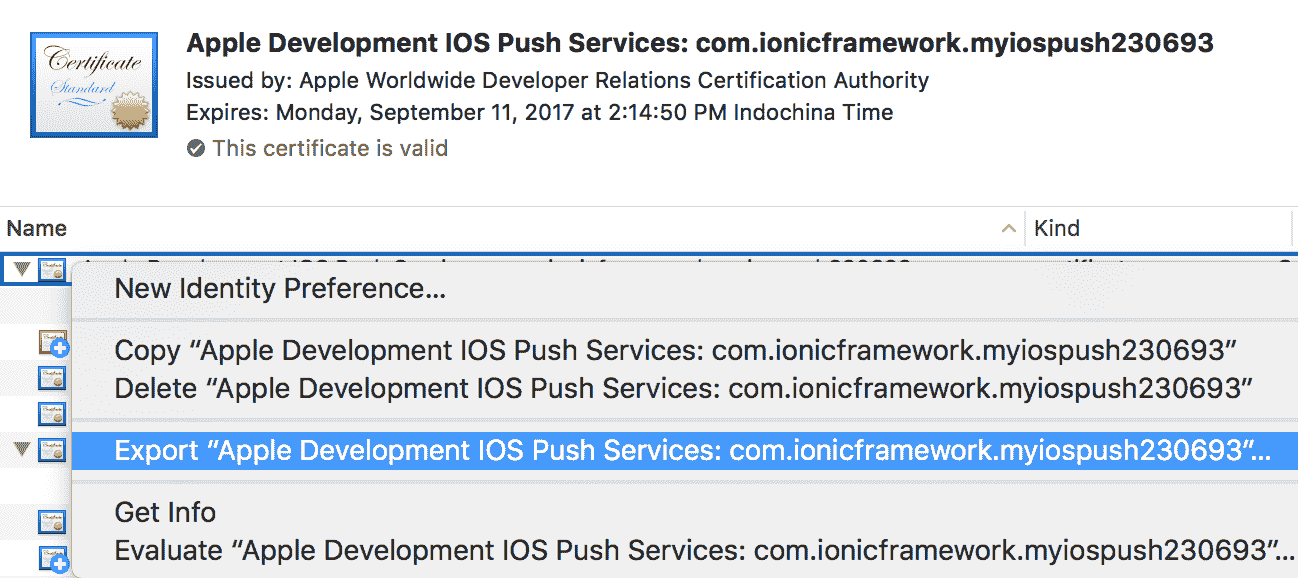 Certificate
Standard
Apple Development IOS Push Services: com.ionicframework.myiospush230693
Issued by: Apple Worldwide Developer Relations Certification Authority
Expires: Monday, September 11, 2017 at 2:14:50 PM Indochina Time
This certificate is valid
Name
Kind
New Identity Preference...
Copy “Apple Development IOS Push Services: com.ionicframework.myiospush230693”
Delete “Apple Development IOS Push Services: com.ionicframework.myiospush230693”
Export “Apple Development IOS Push Services: com.ionicframework.myiospush230693”...
Get Info
Evaluate “Apple Development IOS Push Services: com.ionicframework.myiospush230693”...